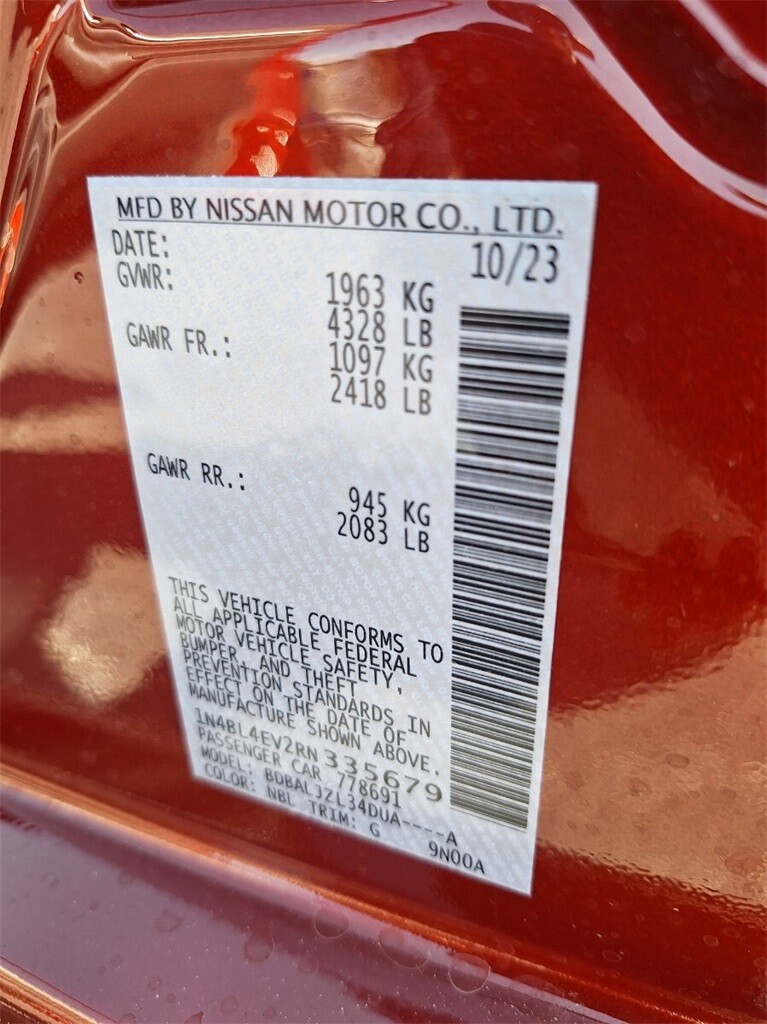 MFD BY NISSAN MOTOR CO., LTD.
DATE: 10/23
GVWR: 1963 KG
4328 LB
GAWR FR.: 1097 KG
2418 LB
GAWR RR.: 945 KG
2083 LB
THIS VEHICLE CONFORMS TO
ALL APPLICABLE FEDERAL
MOTOR VEHICLE SAFETY,
BUMPER, AND THEFT
PREVENTION STANDARDS IN
EFFECT ON THE DATE OF
MANUFACTURE SHOWN ABOVE.
1N4BL4EV2RN335679
PASSENGER CAR 778691
MODEL: BDBALJ2L34DUA----A
COLOR: NBL TRIM: G 9N00A